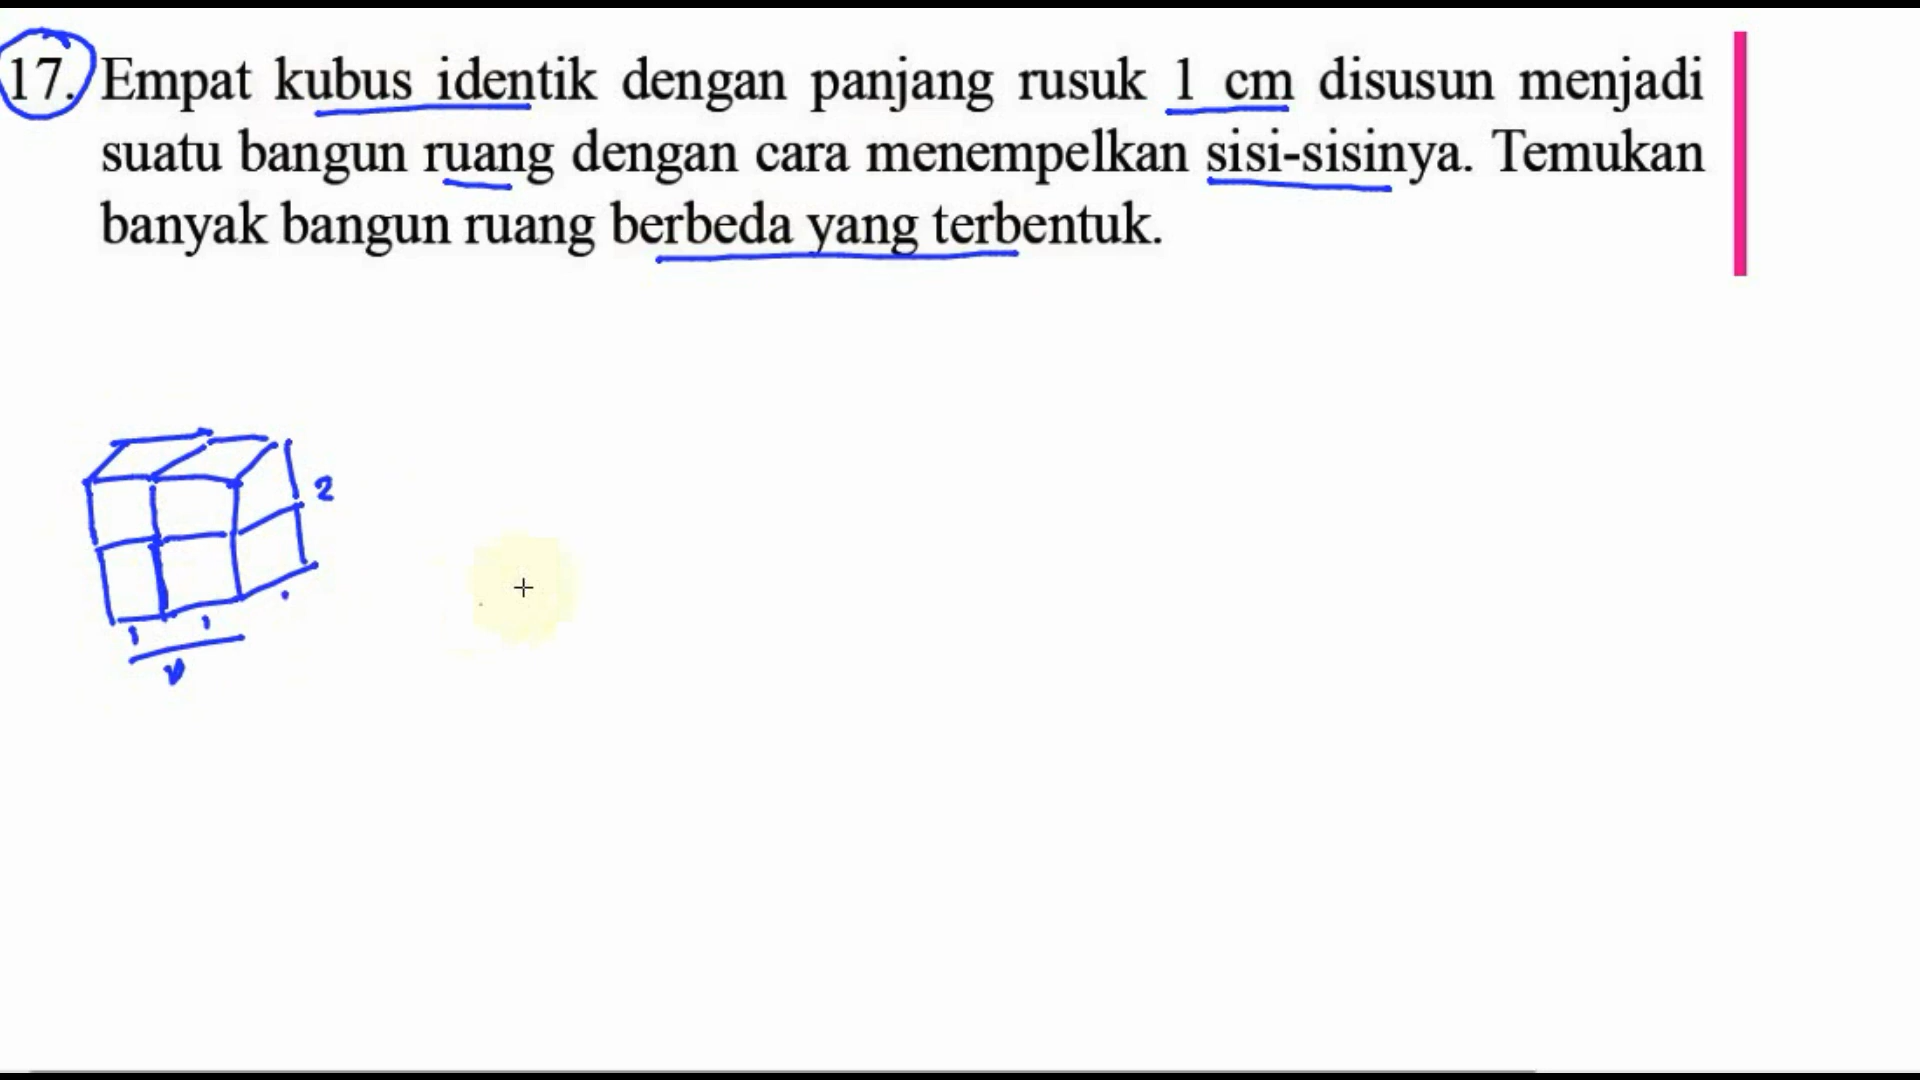 17. Empat kubus identik dengan panjang rusuk 1 cm disusun menjadi
suatu bangun ruang dengan cara menempelkan sisi-sisinya. Temukan
banyak bangun ruang berbeda yang terbentuk.
2
1 1